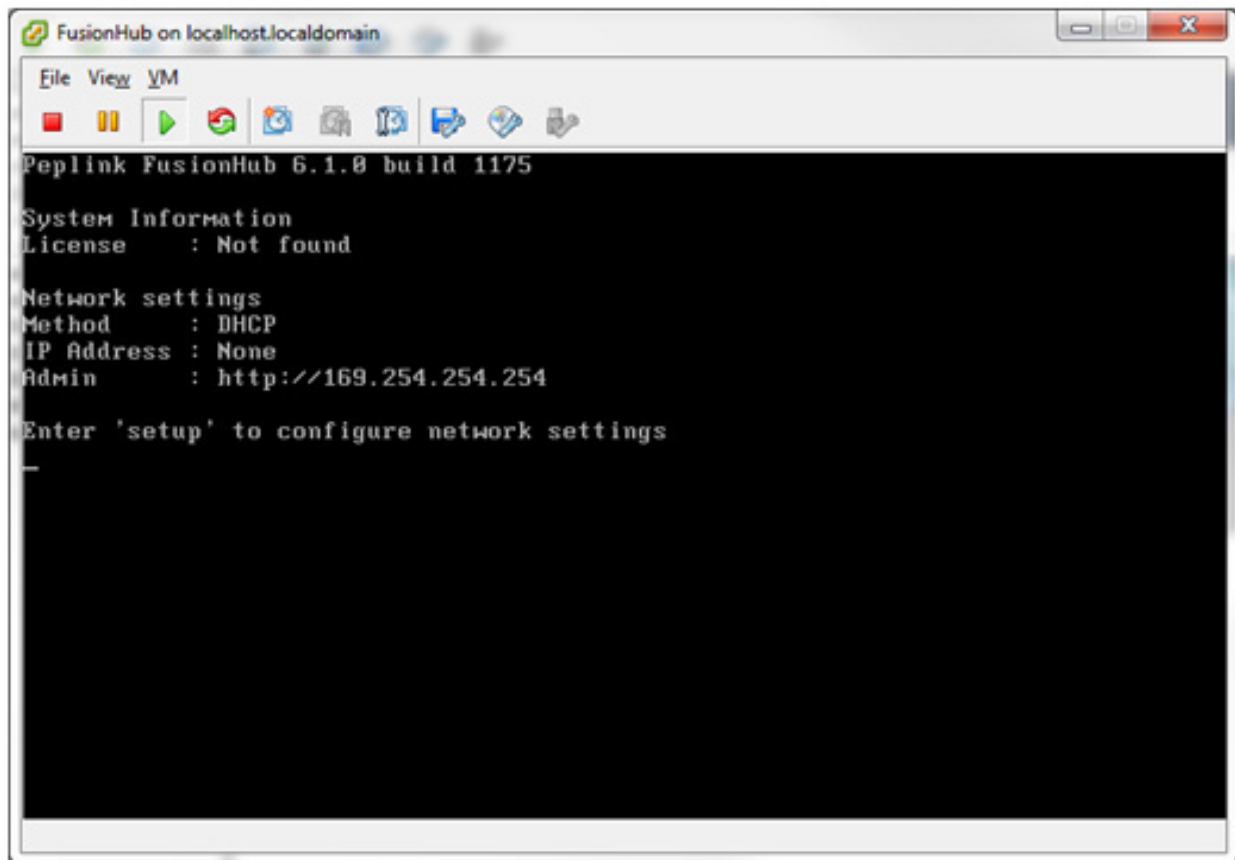 FusionHub on localhost.localdomain
File View VM
Peplink FusionHub 6.1.0 build 1175
System Information
License : Not found
Network settings
Method : DHCP
IP Address : None
Admin : http://169.254.254.254
Enter 'setup' to configure network settings